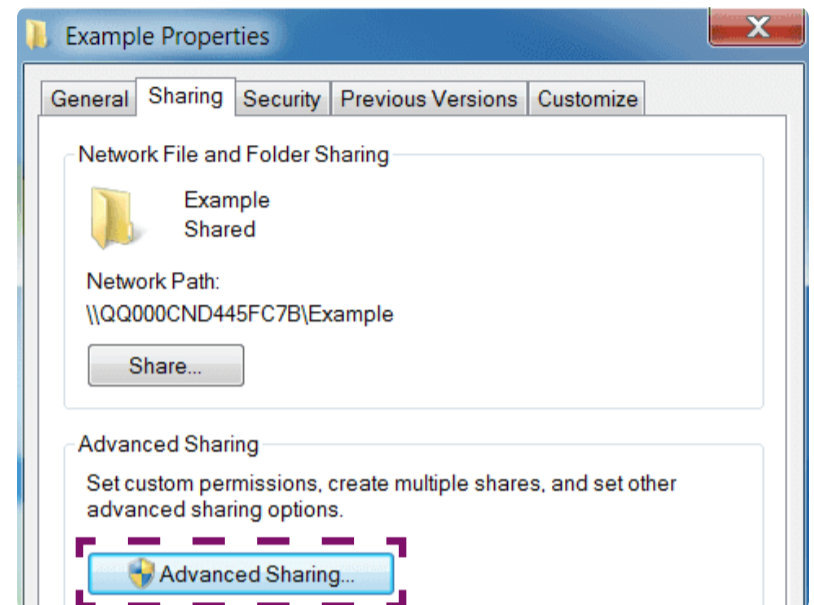 Example Properties
General Sharing Security Previous Versions Customize
Network File and Folder Sharing
Example
Shared
Network Path:
\\QQ000CND445FC7B\Example
Share...
Advanced Sharing
Set custom permissions, create multiple shares, and set other
advanced sharing options.
Advanced Sharing...